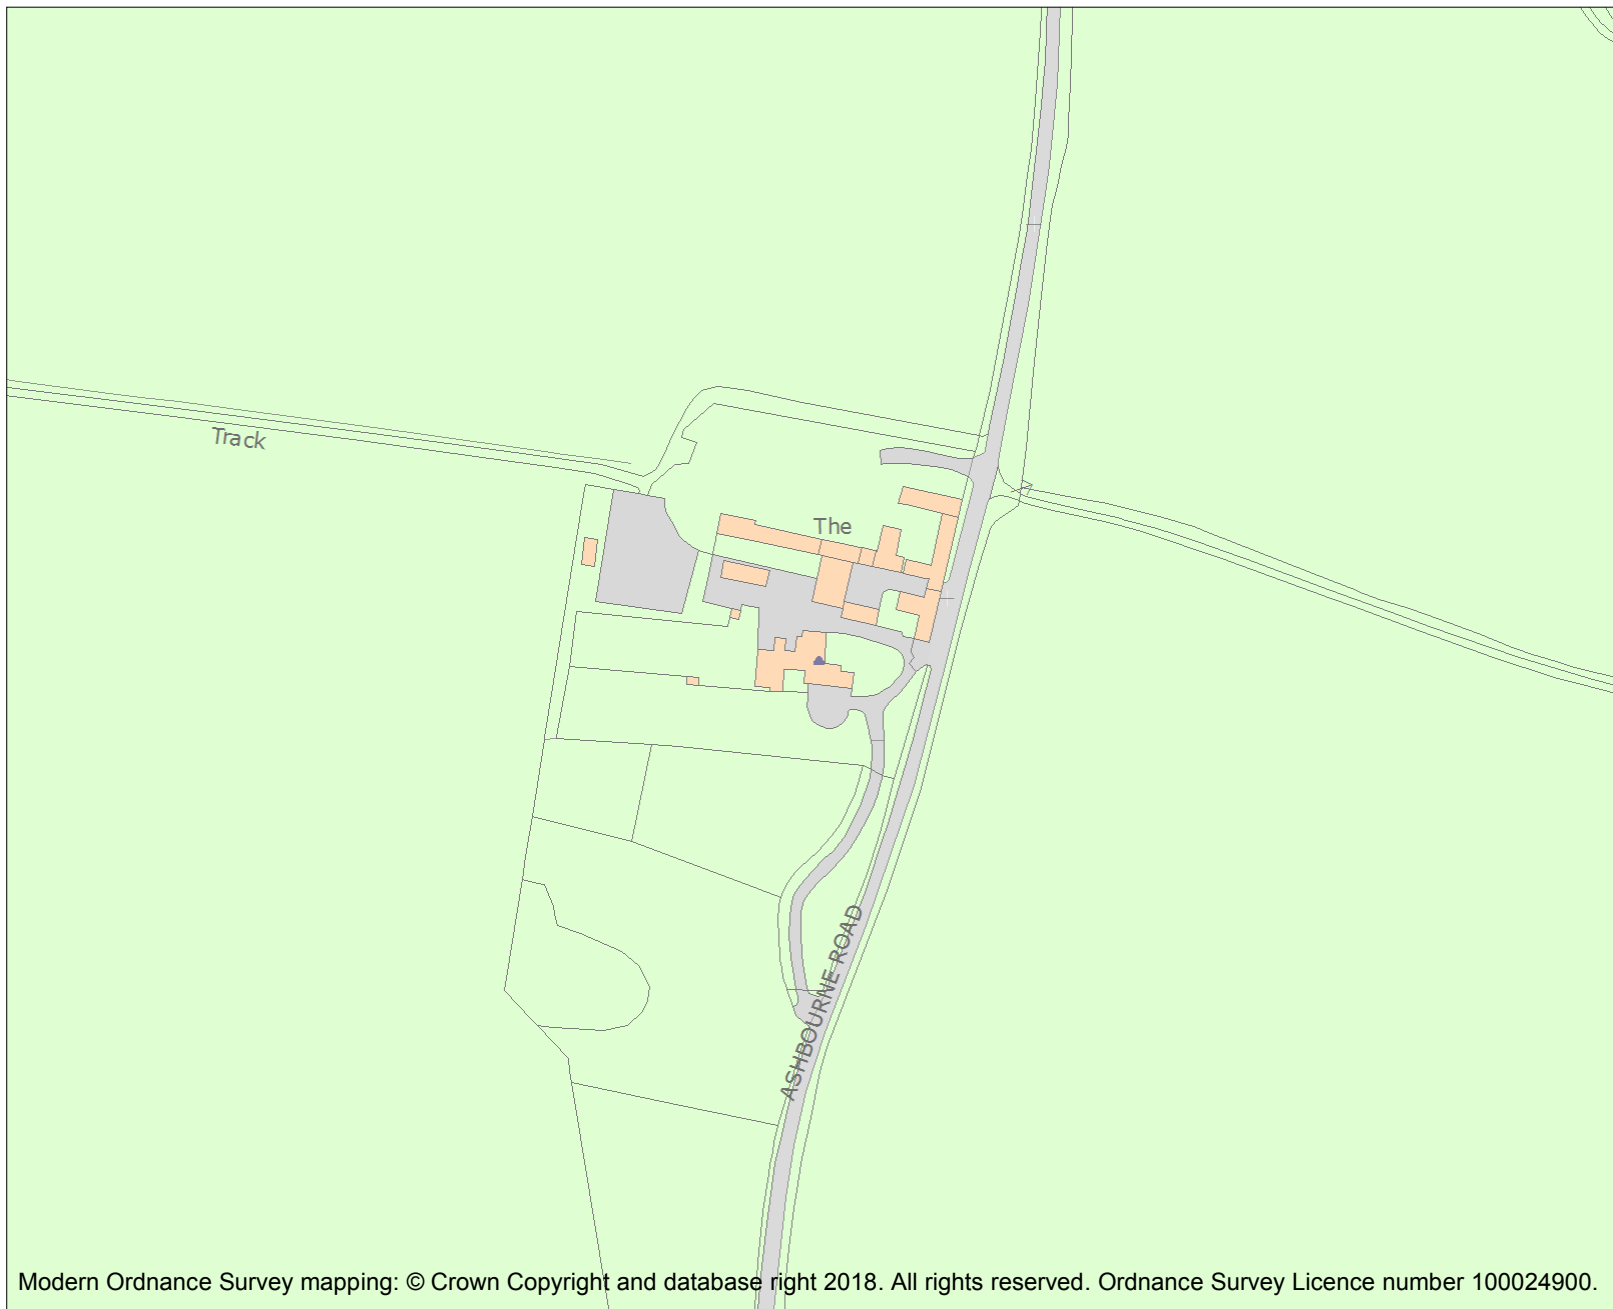 Track
The
ASHBOURNE ROAD
Modern Ordnance Survey mapping: © Crown Copyright and database right 2018. All rights reserved. Ordnance Survey Licence number 100024900.